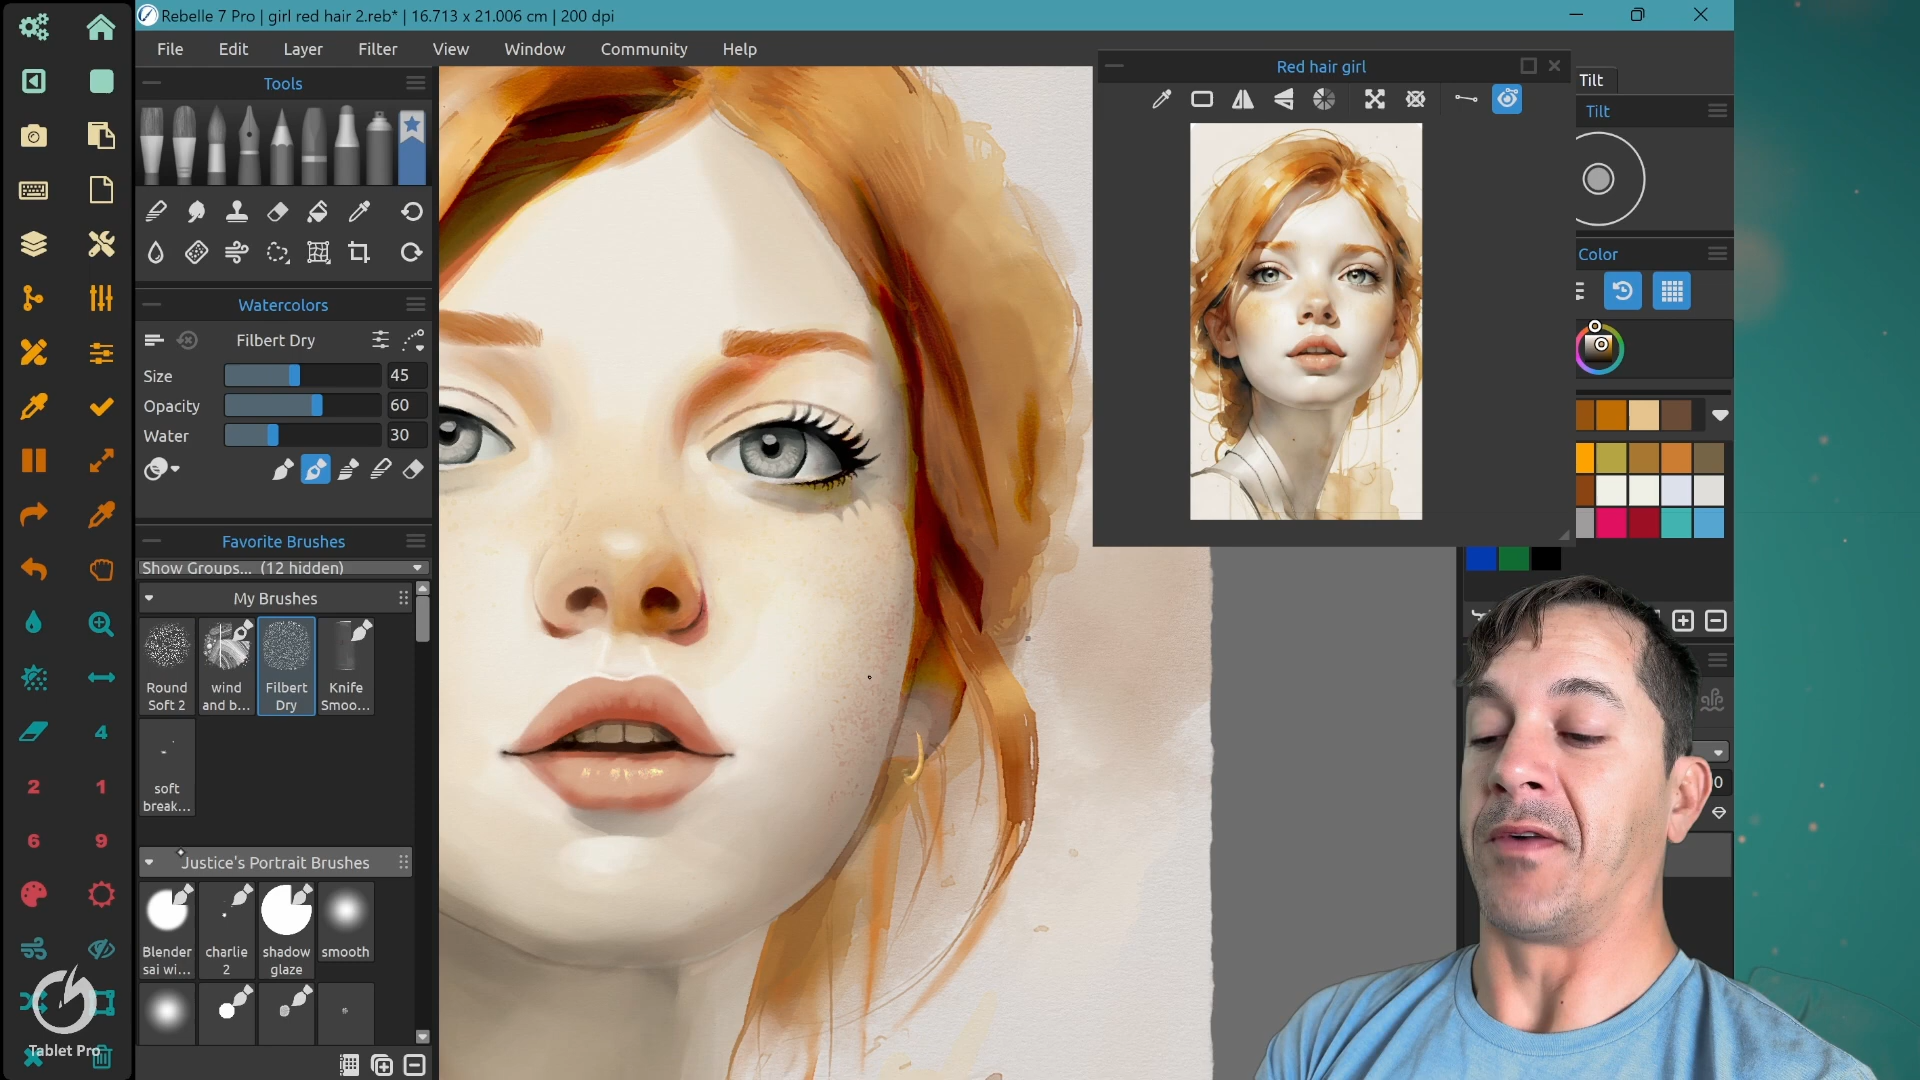 Rebelle 7 Pro | girl red hair 2.reb* | 16.713 x 21.006 cm | 200 dpi
File Edit Layer Filter View Window Community Help
Tools
Red hair girl
Tilt
Tilt
Color
Watercolors
Filbert Dry
Size 45
Opacity 60
Water 30
Favorite Brushes
Show Groups... (12 hidden)
My Brushes
Round Soft 2
wind and b...
Filbert Dry
Knife Smoo...
soft break...
Justice's Portrait Brushes
Blender sai wi...
charlie 2
shadow glaze
smooth
4
2 1
6 9
Tablet Pro